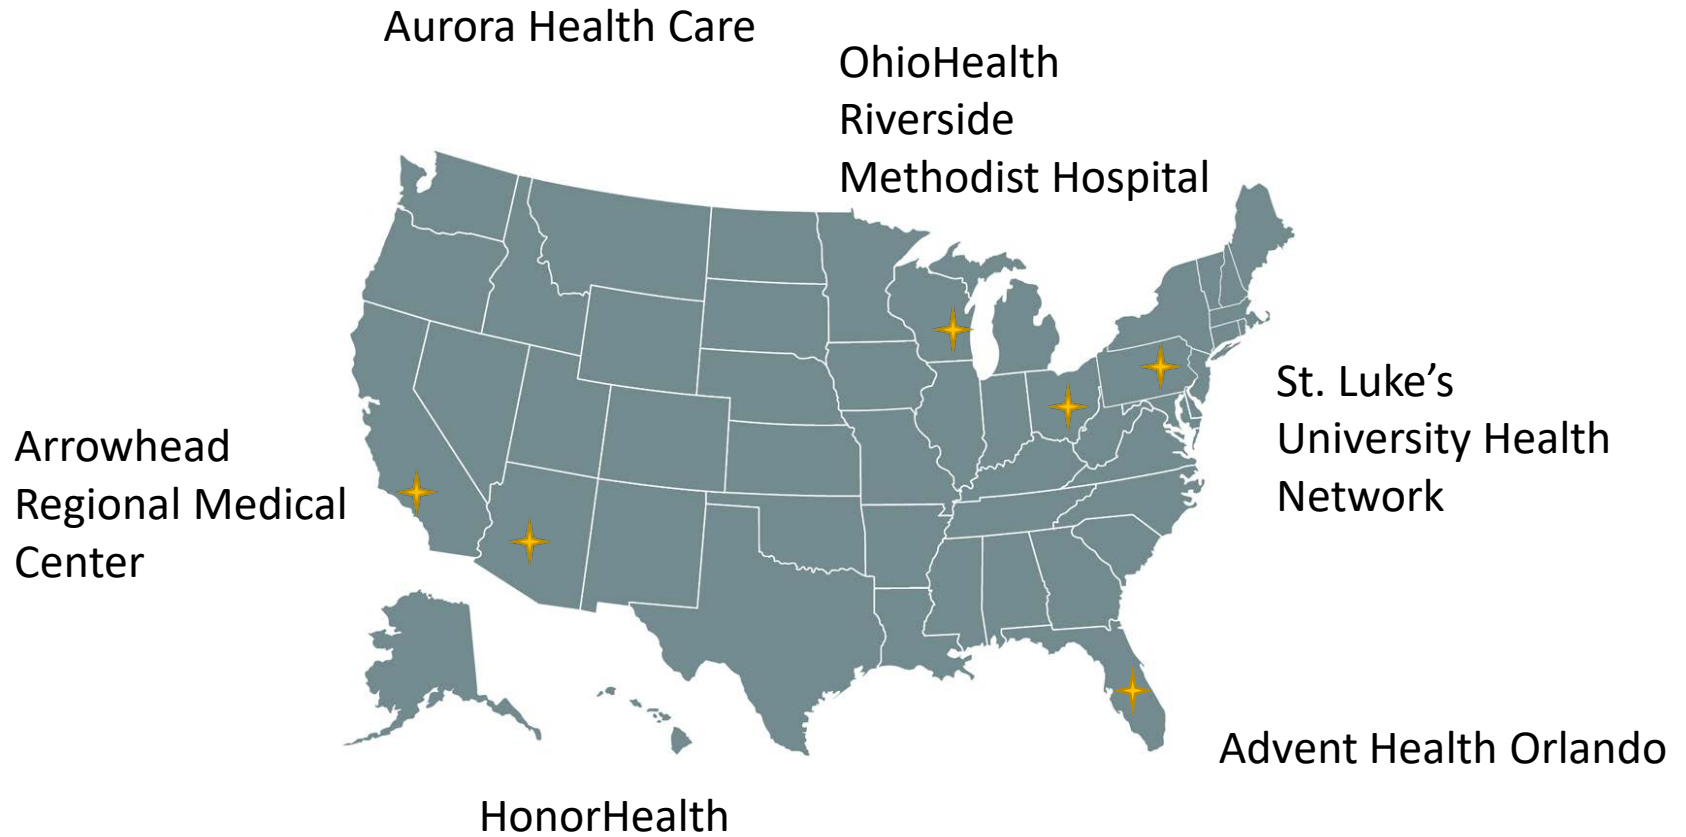 Aurora Health Care
OhioHealth
Riverside
Methodist Hospital
St. Luke’s
University Health
Network
Arrowhead
Regional Medical
Center
Advent Health Orlando
HonorHealth